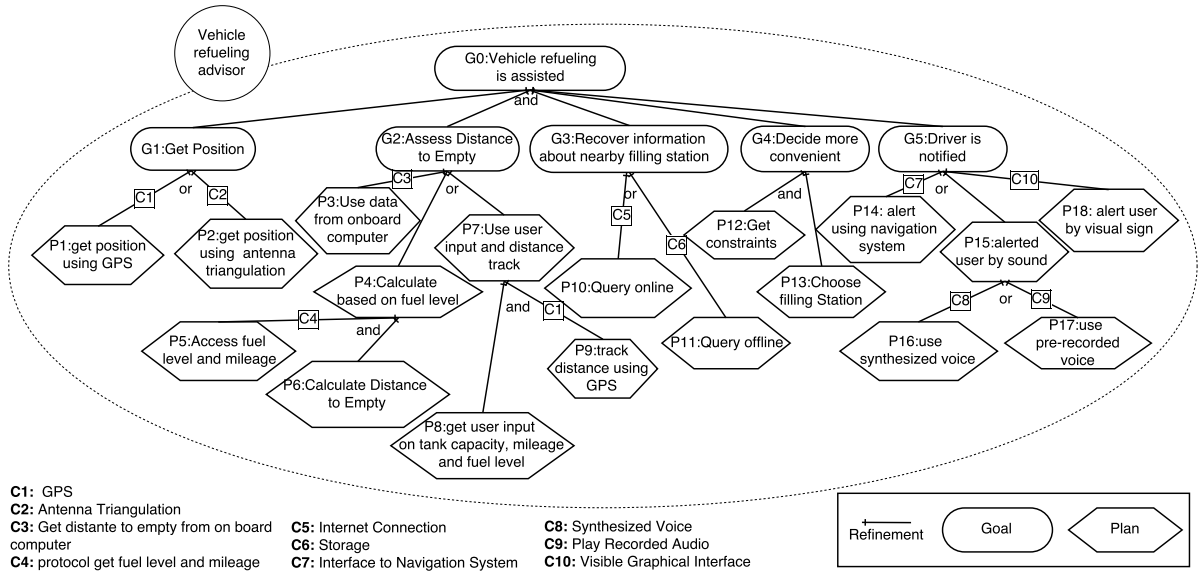 Vehicle
refueling
advisor
G0:Vehicle refueling
is assisted
and
G1:Get Position
G2:Assess Distance
to Empty
G3:Recover information
about nearby filling station
G4:Decide more
convenient
G5:Driver is
notified
C1
or
C2
C3
or
or
C5
C6
and
C7
or
C10
P1:get position
using GPS
P2:get position
using antenna
triangulation
P3:Use data
from onboard
computer
P4:Calculate
based on fuel level
P7:Use user
input and distance
track
P10:Query online
P11:Query offline
P12:Get
constraints
P13:Choose
filling Station
P14: alert
using navigation
system
P15:alerted
user by sound
P18: alert user
by visual sign
C4
and
P5:Access fuel
level and mileage
P6:Calculate Distance
to Empty
and
C1
P8:get user input
on tank capacity, mileage
and fuel level
P9:track
distance using
GPS
C8
or
C9
P16:use
synthesized voice
P17:use
pre-recorded
voice
C1: GPS
C2: Antenna Triangulation
C3: Get distante to empty from on board
computer
C4: protocol get fuel level and mileage
C5: Internet Connection
C6: Storage
C7: Interface to Navigation System
C8: Synthesized Voice
C9: Play Recorded Audio
C10: Visible Graphical Interface
Refinement
Goal
Plan